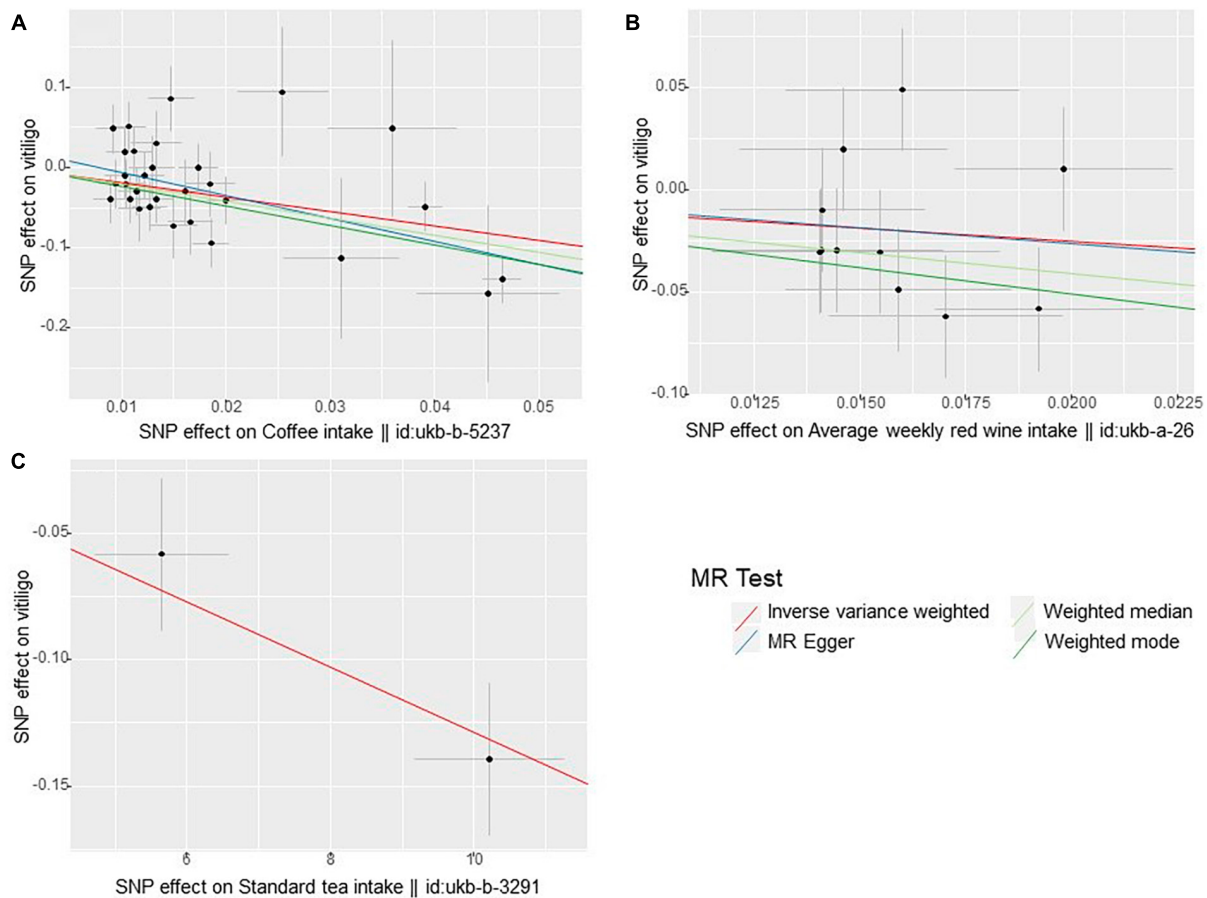 A
SNP effect on vitiligo
0.1
0.0
-0.1
-0.2
0.01 0.02 0.03 0.04 0.05
SNP effect on Coffee intake || id:ukb-b-5237
B
SNP effect on vitiligo
0.05
0.00
-0.05
-0.10
0.0125 0.0150 0.0175 0.0200 0.0225
SNP effect on Average weekly red wine intake || id:ukb-a-26
C
SNP effect on vitiligo
-0.05
-0.10
-0.15
6 8 10
SNP effect on Standard tea intake || id:ukb-b-3291
MR Test
Inverse variance weighted
MR Egger
Weighted median
Weighted mode